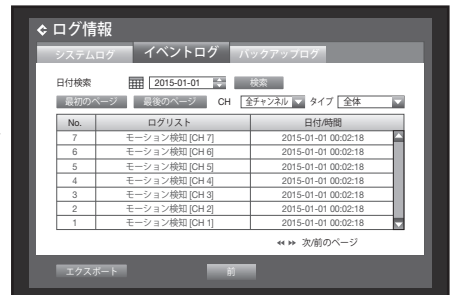 ログ情報
システムログ イベントログ バックアップログ
日付検索 2015-01-01 検索
最初のページ 最後のページ CH 全チャンネル タイプ 全体
No. ログリスト 日付/時間
7 モーション検知 [CH 7] 2015-01-01 00:02:18
6 モーション検知 [CH 6] 2015-01-01 00:02:18
5 モーション検知 [CH 5] 2015-01-01 00:02:18
4 モーション検知 [CH 4] 2015-01-01 00:02:18
3 モーション検知 [CH 3] 2015-01-01 00:02:18
2 モーション検知 [CH 2] 2015-01-01 00:02:18
1 モーション検知 [CH 1] 2015-01-01 00:02:18
次/前のページ
エクスポート 前